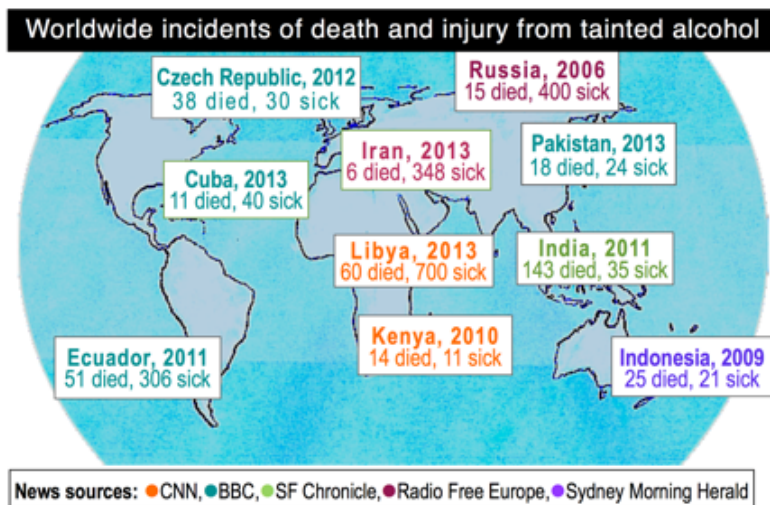 Worldwide incidents of death and injury from tainted alcohol
Czech Republic, 2012
38 died, 30 sick
Russia, 2006
15 died, 400 sick
Iran, 2013
6 died, 348 sick
Pakistan, 2013
18 died, 24 sick
Cuba, 2013
11 died, 40 sick
Libya, 2013
60 died, 700 sick
India, 2011
143 died, 35 sick
Ecuador, 2011
51 died, 306 sick
Kenya, 2010
14 died, 11 sick
Indonesia, 2009
25 died, 21 sick
News sources: ●CNN, ●BBC, ●SF Chronicle, ●Radio Free Europe, ●Sydney Morning Herald